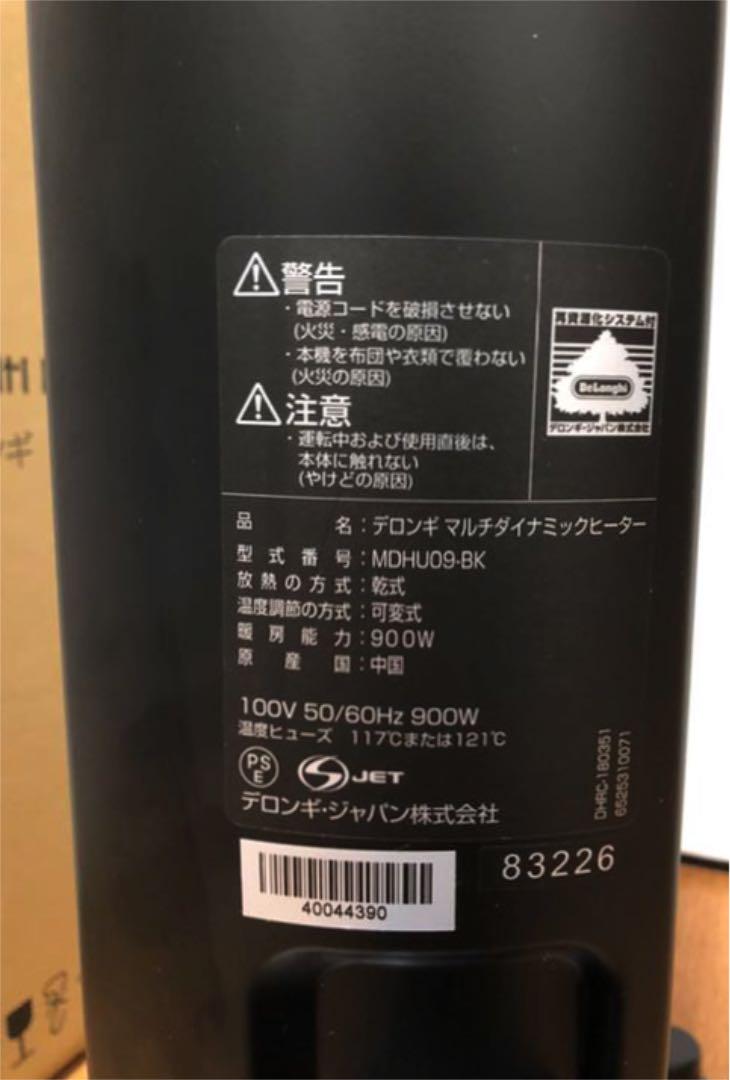 警告
・電源コードを破損させない
(火災・感電の原因)
・本機を布団や衣類で覆わない
(火災の原因)
注意
・運転中および使用直後は、
本体に触れない
(やけどの原因)
再資源化システム付
DeLonghi
デロンギ・ジャパン株式会社
品名：デロンギ マルチダイナミックヒーター
型式番号：MDHU09-BK
放熱の方式：乾式
温度調節の方式：可変式
暖房能力：900W
原産国：中国
100V 50/60Hz 900W
温度ヒューズ 117℃または121℃
PS
E
JET
デロンギ・ジャパン株式会社
DHRC-180351
6525310071
83226
40044390